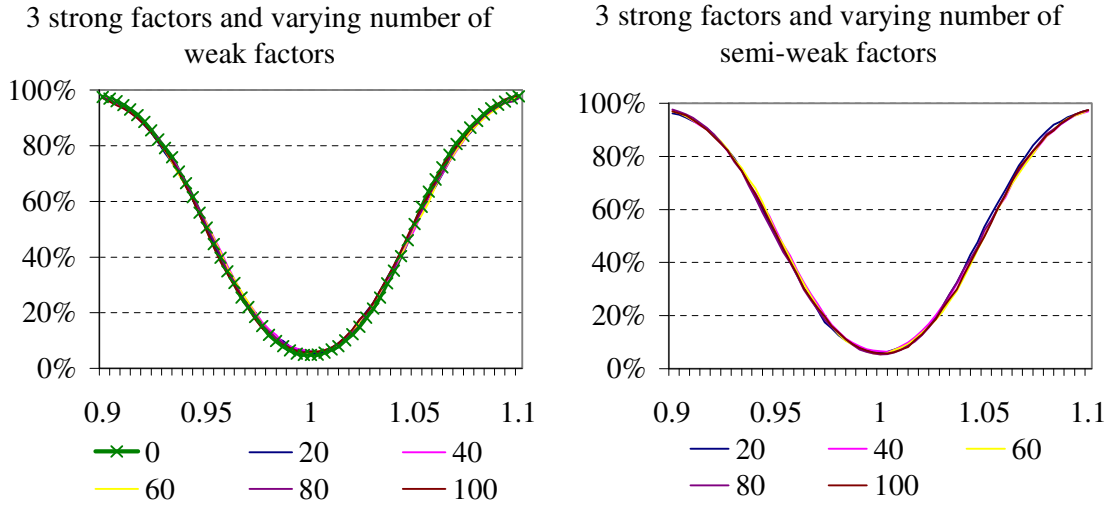 3 strong factors and varying number of
weak factors
100%
80%
60%
40%
20%
0%
0.9 0.95 1 1.05 1.1
0 20 40
60 80 100
3 strong factors and varying number of
semi-weak factors
100%
80%
60%
40%
20%
0%
0.9 0.95 1 1.05 1.1
20 40 60
80 100